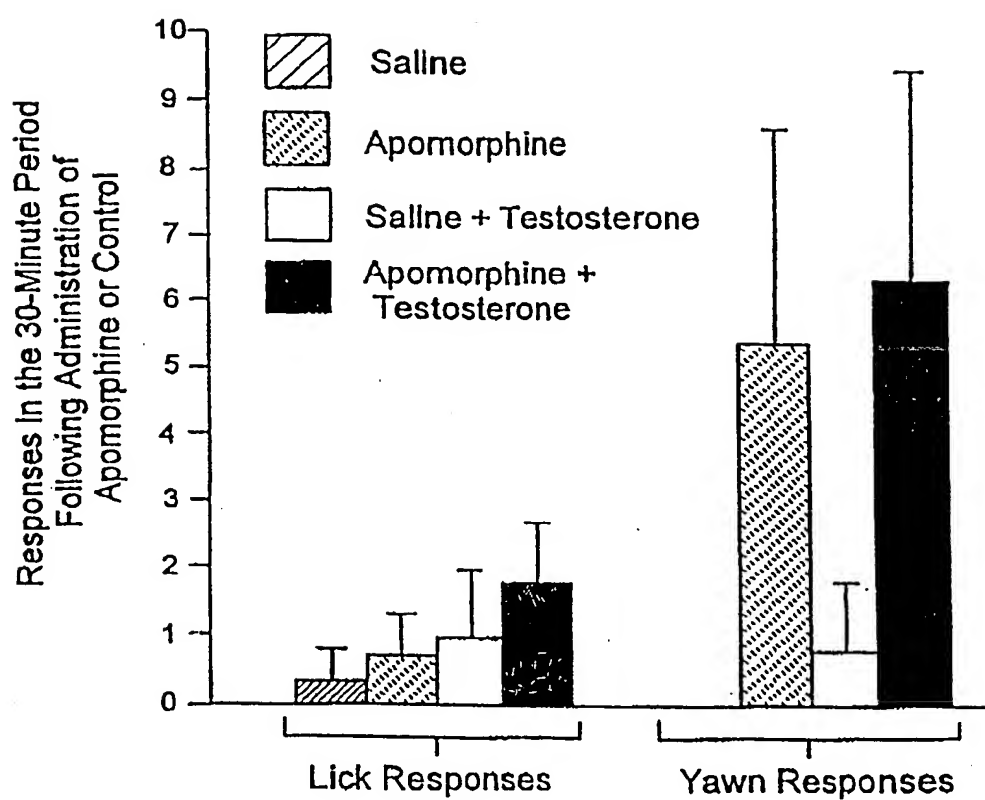 Responses In the 30-Minute Period
Following Administration of
Apomorphine or Control
10
9
8
7
6
5
4
3
2
1
0
Saline
Apomorphine
Saline + Testosterone
Apomorphine +
Testosterone
Lick Responses
Yawn Responses